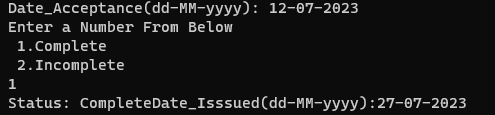 Date_Acceptance(dd-MM-yyyy): 12-07-2023
Enter a Number From Below
1.Complete
2.Incomplete
1
Status: CompleteDate_Isssued(dd-MM-yyyy):27-07-2023